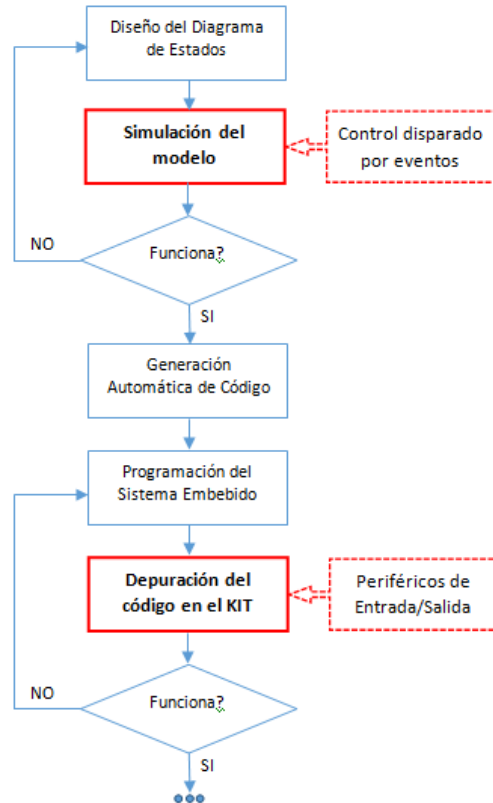 Diseño del Diagrama
de Estados
Simulación del
modelo
Control disparado
por eventos
NO
Funciona?
SI
Generación
Automática de Código
Programación del
Sistema Embebido
Depuración del
código en el KIT
Periféricos de
Entrada/Salida
NO
Funciona?
SI